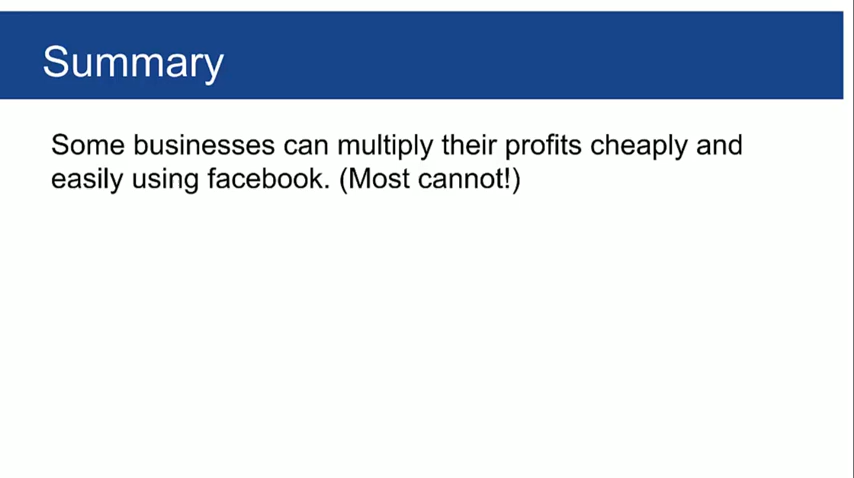 Summary
Some businesses can multiply their profits cheaply and
easily using facebook. (Most cannot!)